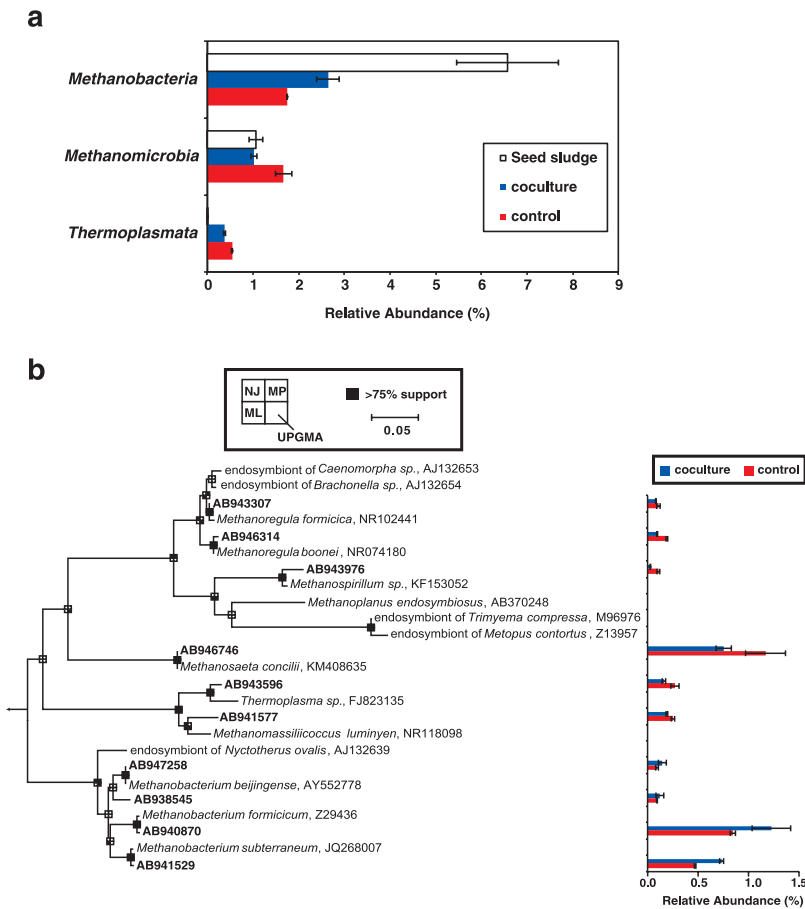 a
Methanobacteria
Methanomicrobia
Thermoplasmata
Seed sludge
coculture
control
0 1 2 3 4 5 6 7 8 9
Relative Abundance (%)
b
NJ MP
ML
UPGMA
>75% support
0.05
coculture control
endosymbiont of Caenomorpha sp., AJ132653
endosymbiont of Brachonella sp., AJ132654
AB943307
Methanoregula formicica, NR102441
AB946314
Methanoregula boonei, NR074180
AB943976
Methanospirillum sp., KF153052
Methanoplanus endosymbiosus, AB370248
endosymbiont of Trimyema compressa, M96976
endosymbiont of Metopus contortus, Z13957
AB946746
Methanosaeta concilii, KM408635
AB943596
Thermoplasma sp., FJ823135
AB941577
Methanomassiliicoccus luminyen, NR118098
endosymbiont of Nyctotherus ovalis, AJ132639
AB947258
Methanobacterium beijingense, AY552778
AB938545
Methanobacterium formicicum, Z29436
AB940870
Methanobacterium subterraneum, JQ268007
AB941529
0.0 0.5 1.0 1.5
Relative Abundance (%)